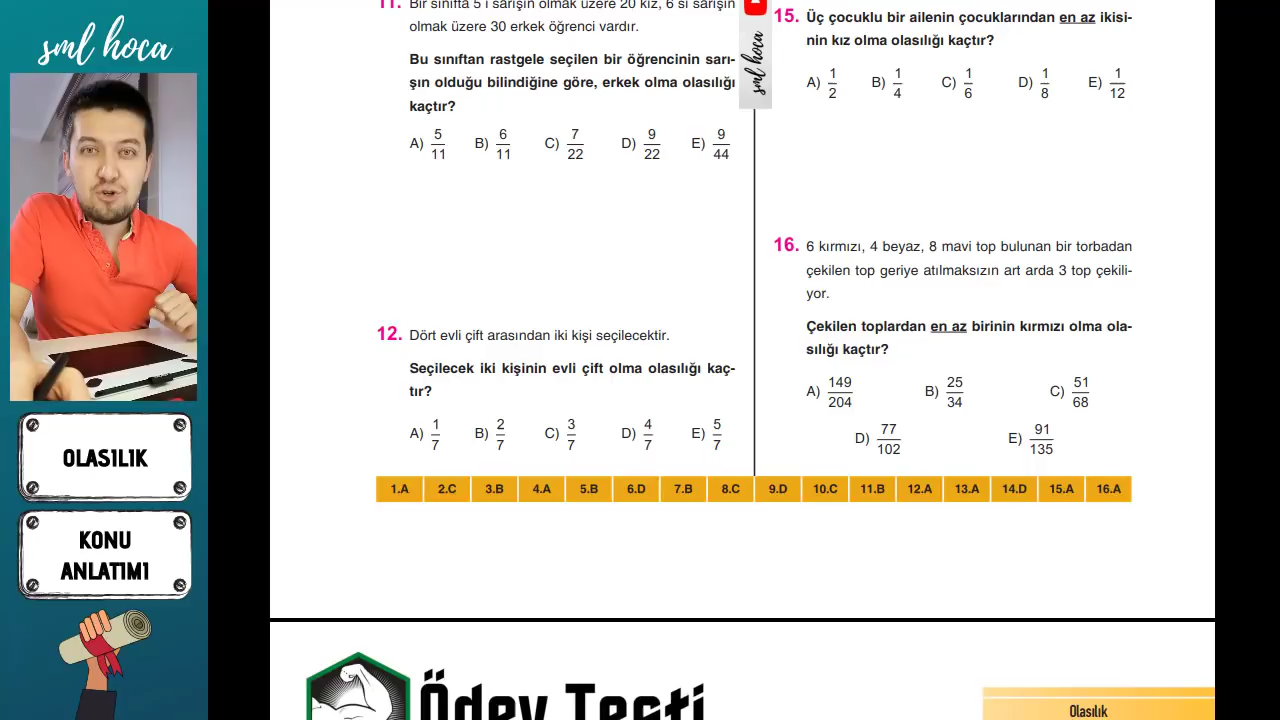 sml hoca
OLASILIK
KONU
ANLATIMI
11. Bir sınıfta 5 i sarışın olmak üzere 20 kız, 6 sı sarışın
olmak üzere 30 erkek öğrenci vardır.
Bu sınıftan rastgele seçilen bir öğrencinin sarı-
şın olduğu bilindiğine göre, erkek olma olasılığı
kaçtır?
A) 5/11 B) 6/11 C) 7/22 D) 9/22 E) 9/44
12. Dört evli çift arasından iki kişi seçilecektir.
Seçilecek iki kişinin evli çift olma olasılığı kaç-
tır?
A) 1/7 B) 2/7 C) 3/7 D) 4/7 E) 5/7
sml hoca
15. Üç çocuklu bir ailenin çocuklarından en az ikisi-
nin kız olma olasılığı kaçtır?
A) 1/2 B) 1/4 C) 1/6 D) 1/8 E) 1/12
16. 6 kırmızı, 4 beyaz, 8 mavi top bulunan bir torbadan
çekilen top geriye atılmaksızın art arda 3 top çekili-
yor.
Çekilen toplardan en az birinin kırmızı olma ola-
sılığı kaçtır?
A) 149/204 B) 25/34 C) 51/68
D) 77/102 E) 91/135
1.A 2.C 3.B 4.A 5.B 6.D 7.B 8.C 9.D 10.C 11.B 12.A 13.A 14.D 15.A 16.A
Ödev Testi
Olasılık